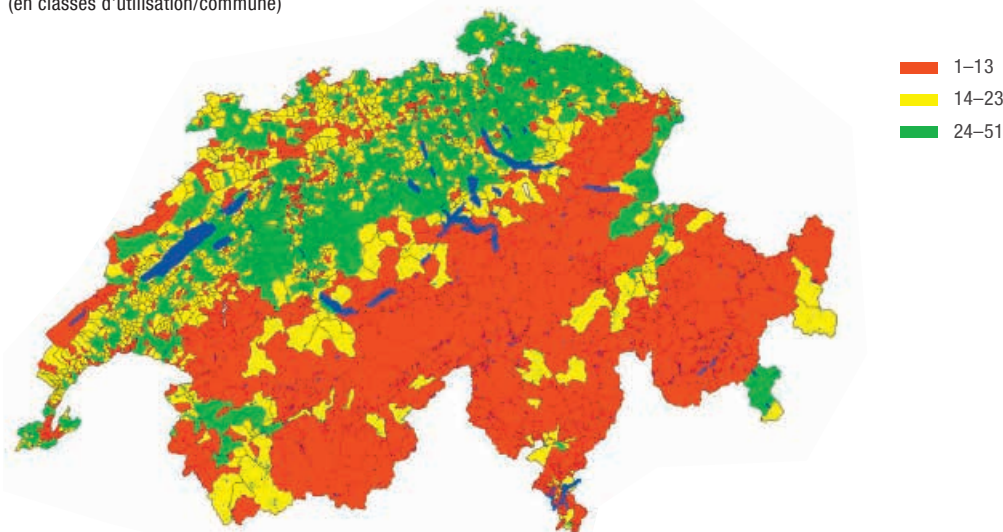 (en classes d'utilisation/commune)
1–13
14–23
24–51